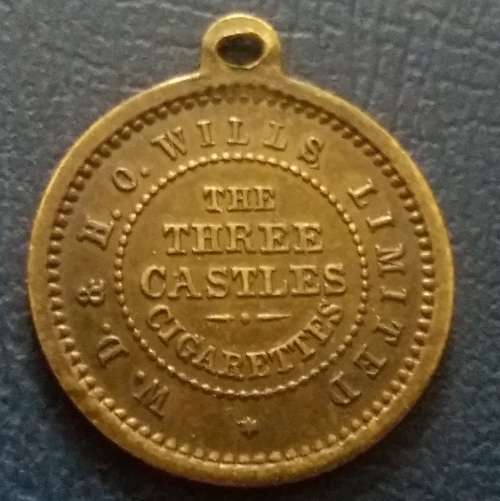 W. D. & H. O. WILLS LIMITED
THE
THREE
CASTLES
CIGARETTES